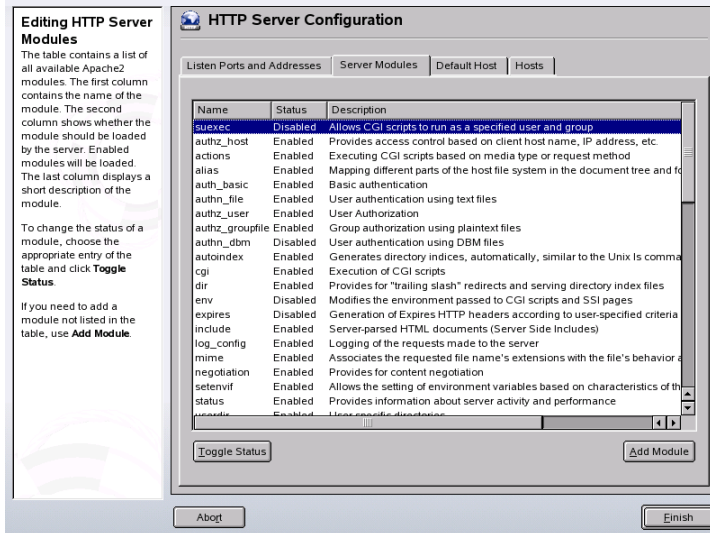 Editing HTTP Server
Modules
The table contains a list of
all available Apache2
modules. The first column
contains the name of the
module. The second
column shows whether the
module should be loaded
by the server. Enabled
modules will be loaded.
The last column displays a
short description of the
module.
To change the status of a
module, choose the
appropriate entry of the
table and click Toggle
Status.
If you need to add a
module not listed in the
table, use Add Module.
HTTP Server Configuration
Listen Ports and Addresses Server Modules Default Host Hosts
Name Status Description
suexec Disabled Allows CGI scripts to run as a specified user and group
authz_host Enabled Provides access control based on client host name, IP address, etc.
actions Enabled Executing CGI scripts based on media type or request method
alias Enabled Mapping different parts of the host file system in the document tree and fo
auth_basic Enabled Basic authentication
authn_file Enabled User authentication using text files
authz_user Enabled User Authorization
authz_groupfile Enabled Group authorization using plaintext files
authn_dbm Disabled User authentication using DBM files
autoindex Enabled Generates directory indices, automatically, similar to the Unix ls comma
cgi Enabled Execution of CGI scripts
dir Enabled Provides for "trailing slash" redirects and serving directory index files
env Disabled Modifies the environment passed to CGI scripts and SSI pages
expires Disabled Generation of Expires HTTP headers according to user-specified criteria
include Enabled Server-parsed HTML documents (Server Side Includes)
log_config Enabled Logging of the requests made to the server
mime Enabled Associates the requested file name's extensions with the file's behavior a
negotiation Enabled Provides for content negotiation
setenvif Enabled Allows the setting of environment variables based on characteristics of th
status Enabled Provides information about server activity and performance
userdir Enabled User specific directories
Toggle Status Add Module
Abort Finish